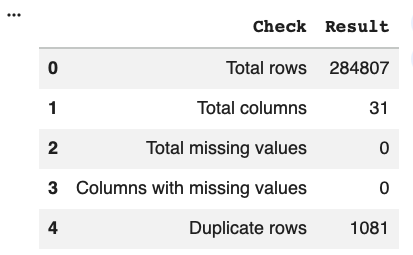 ...
Check Result
0 Total rows 284807
1 Total columns 31
2 Total missing values 0
3 Columns with missing values 0
4 Duplicate rows 1081